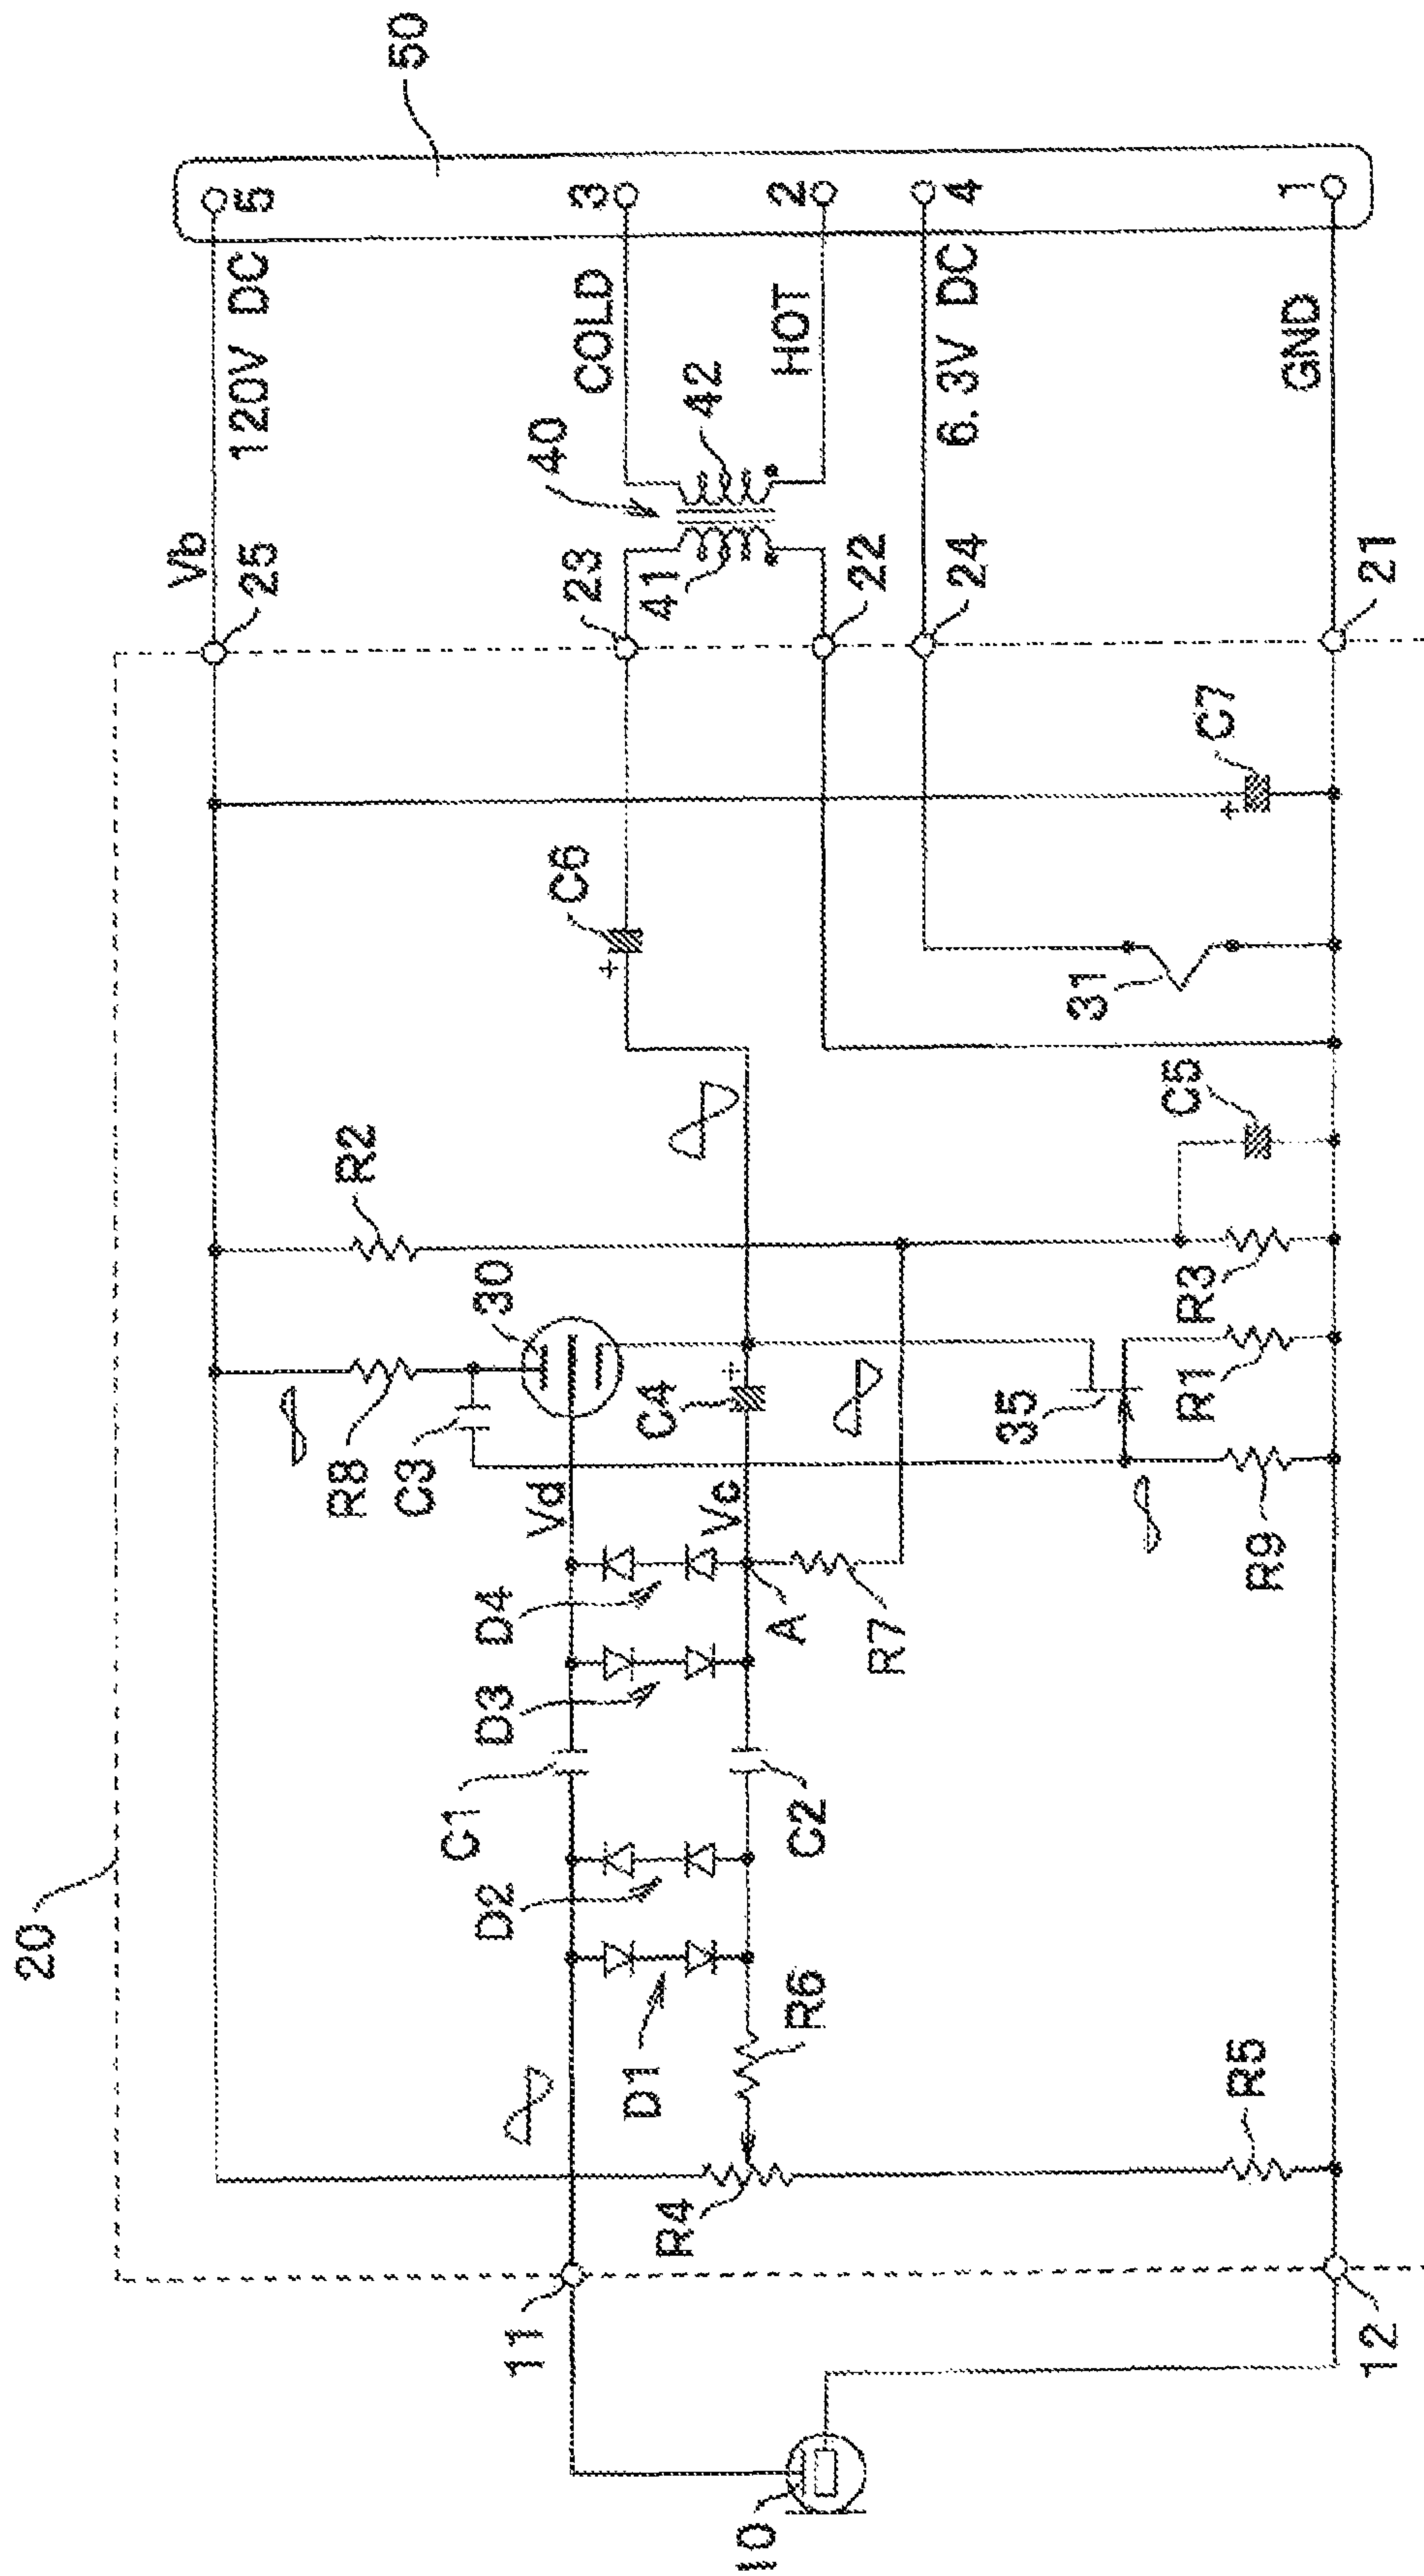 20
11
12
10
R4
R5
R6
D1
D2
C1
C2
D3
D4
A
R7
Vd
Vc
R8
C3
C4
30
R9
R1
R3
35
R2
C5
C6
31
C7
Vb
25
23
22
24
21
40
41
42
120V DC
COLD
HOT
6.3V DC
GND
5
3
2
4
1
50
+
+
+